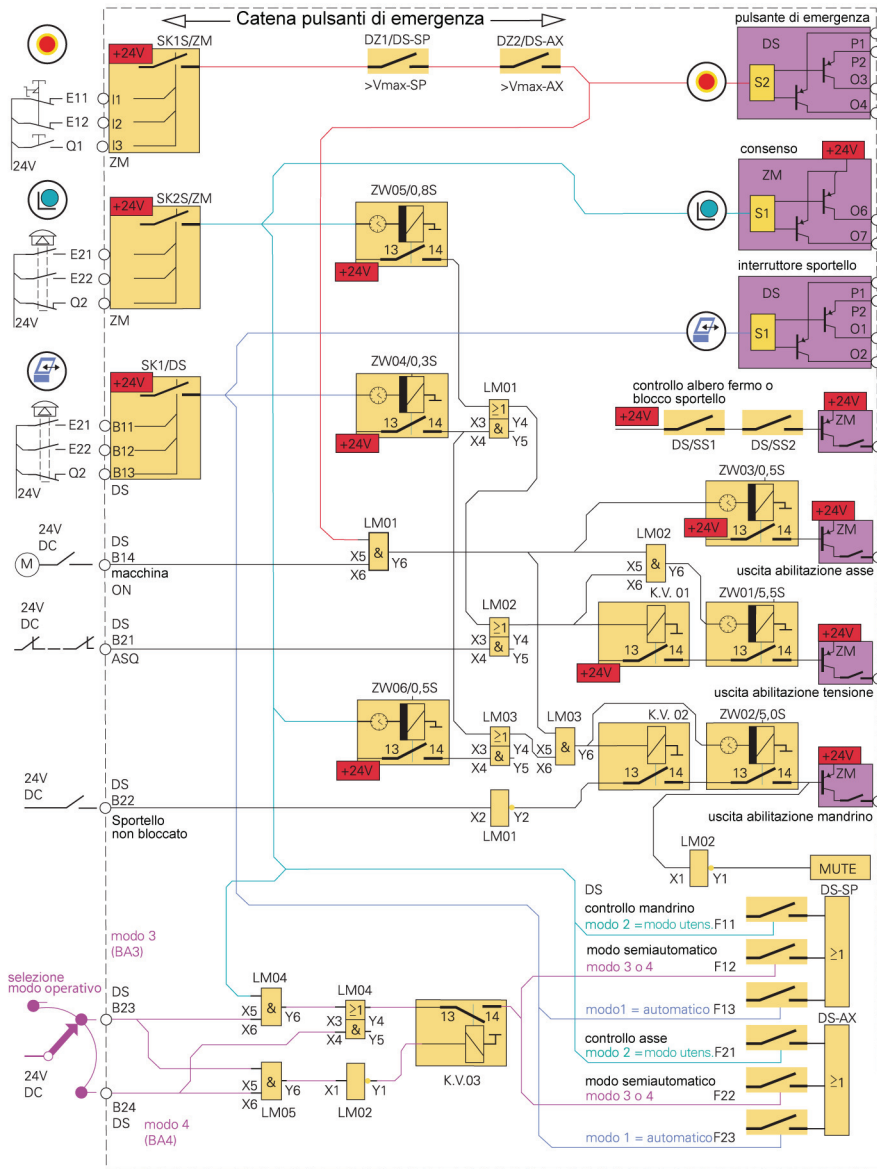 Catena pulsanti di emergenza
pulsante di emergenza
SK1S/ZM
DZ1/DS-SP
DZ2/DS-AX
+24V
>Vmax-SP
>Vmax-AX
E11
I1
E12
I2
Q1
I3
24V
ZM
DS
P1
P2
S2
O3
O4
consenso
+24V
ZM
S1
O6
O7
SK2S/ZM
+24V
E21
E22
Q2
24V
ZM
ZW05/0,8S
13
14
+24V
interruttore sportello
DS
P1
P2
S1
O1
O2
SK1/DS
+24V
E21
B11
E22
B12
Q2
B13
24V
DS
ZW04/0,3S
13
14
+24V
LM01
≥1
X3
Y4
&
X4
Y5
controllo albero fermo o
blocco sportello
+24V
DS/SS1
DS/SS2
+24V
ZM
24V
DC
M
DS
B14
macchina
ON
LM01
X5
&
Y6
X6
LM02
X5
&
Y6
X6
ZW03/0,5S
+24V
13
14
+24V
ZM
uscita abilitazione asse
24V
DC
DS
B21
ASQ
LM02
≥1
X3
Y4
&
X4
Y5
K.V. 01
13
14
+24V
ZW01/5,5S
13
14
+24V
ZM
uscita abilitazione tensione
ZW06/0,5S
13
14
+24V
LM03
≥1
X3
Y4
&
X4
Y5
LM03
X5
&
Y6
X6
K.V. 02
13
14
ZW02/5,0S
13
14
+24V
ZM
uscita abilitazione mandrino
24V
DC
DS
B22
Sportello
non bloccato
X2
Y2
LM01
LM02
X1
Y1
MUTE
DS
DS-SP
controllo mandrino
modo 2 = modo utens.F11
modo semiautomatico
modo 3 o 4
F12
modo1 = automatico F13
≥1
DS-AX
controllo asse
modo 2 = modo utens.F21
modo semiautomatico
modo 3 o 4
F22
modo 1 = automaticoF23
≥1
modo 3
(BA3)
selezione
modo operativo
DS
B23
24V
DC
B24
DS
modo 4
(BA4)
LM04
X5
&
Y6
X6
LM04
≥1
X3
Y4
&
X4
Y5
X5
&
Y6
X6
LM05
X1
Y1
LM02
13
14
K.V.03